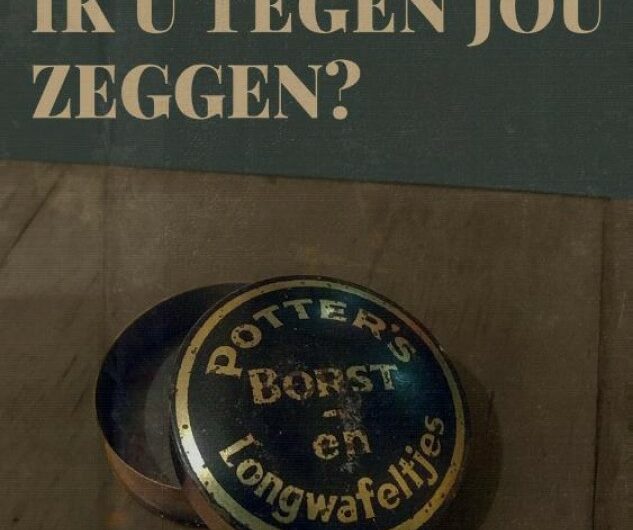 IK U TEGEN JOU
ZEGGEN?
POTTER'S
BORST
-
en
Longwafeltjes